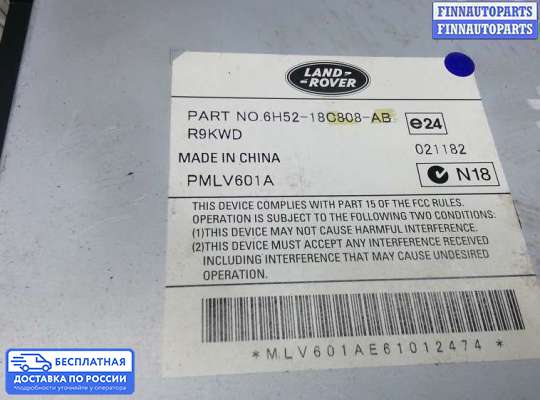 FINNAUTOPARTS
FINNAUTOPARTS
LAND-
ROVER
PART NO.6H52-18C808-AB
e24
R9KWD
021182
MADE IN CHINA
N18
PMLV601A
THIS DEVICE COMPLIES WITH PART 15 OF THE FCC RULES.
OPERATION IS SUBJECT TO THE FOLLOWING TWO CONDITIONS:
(1)THIS DEVICE MAY NOT CAUSE HARMFUL INTERFERENCE.
(2)THIS DEVICE MUST ACCEPT ANY INTERFERENCE RECEIVED
INCLUDING INTERFERENCE THAT MAY CAUSE UNDESIRED
OPERATION.
*MLV601AE61012474*
БЕСПЛАТНАЯ
ДОСТАВКА ПО РОССИИ
подробности уточняйте у оператора